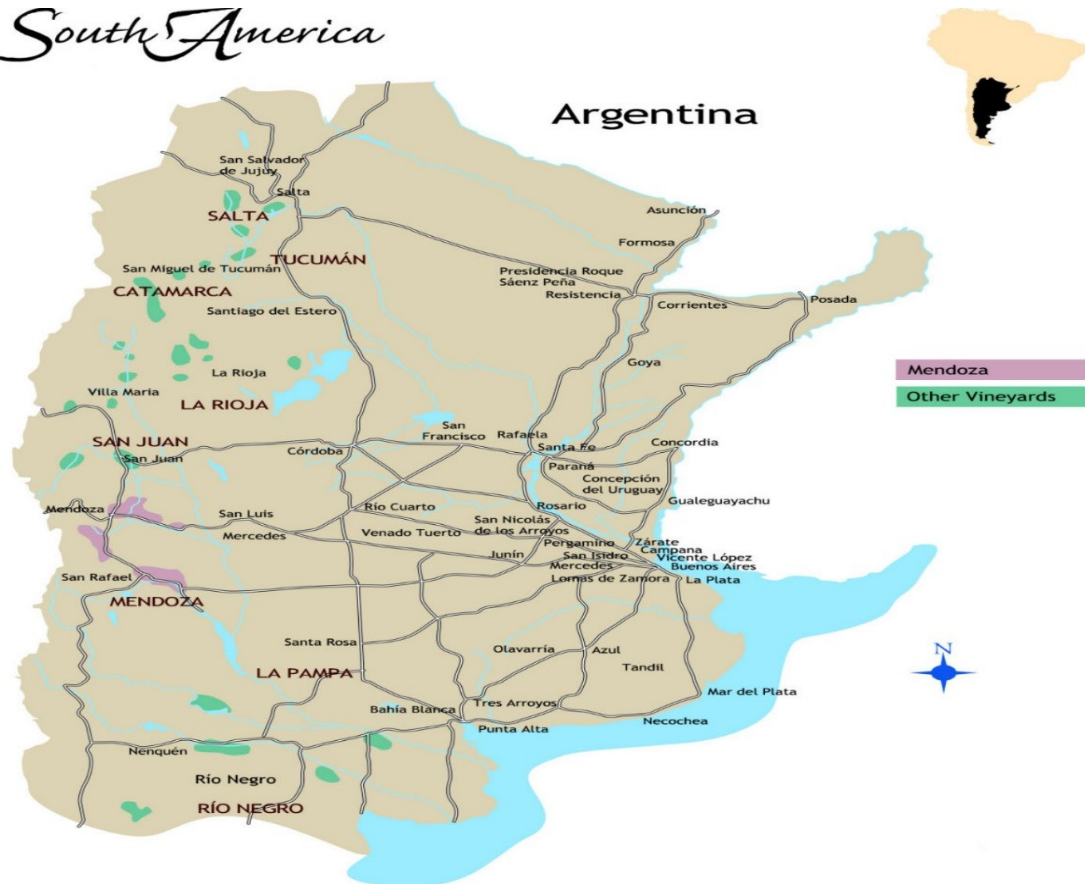 South America
Argentina
San Salvador
de Jujuy
Salta
SALTA
Asunción
Formosa
TUCUMÁN
San Miguel de Tucumán
Presidencia Roque
Sáenz Peña
CATAMARCA
Resistencia
Corrientes
Posada
Santiago del Estero
Goya
La Rioja
Mendoza
Villa Maria
Other Vineyards
LA RIOJA
San
Francisco
Rafaela
SAN JUAN
Santa Fe
Concordia
San Juan
Córdoba
Paraná
Concepción
del Uruguay
Gualeguayachu
Mendoza
San Luis
Río Cuarto
Rosario
San Nicolás
de los Arroyos
Mercedes
Venado Tuerto
Pergamino
Zárate
Campana
Junín
San Isidro
Vicente López
Mercedes
Buenos Aires
San Rafael
Lomas de Zamora
La Plata
MENDOZA
Santa Rosa
Olavarría
Azul
N
LA PAMPA
Tandil
Mar del Plata
Bahía Blanca
Tres Arroyos
Necochea
Punta Alta
Nenquén
Río Negro
RÍO NEGRO